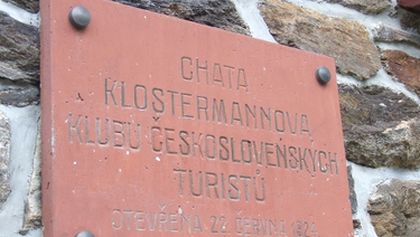 CHATA
KLOSTERMANNOVA
KLUBU ČESKOSLOVENSKÝCH
TURISTŮ
OTEVŘENA 22. ČERVNA 1924